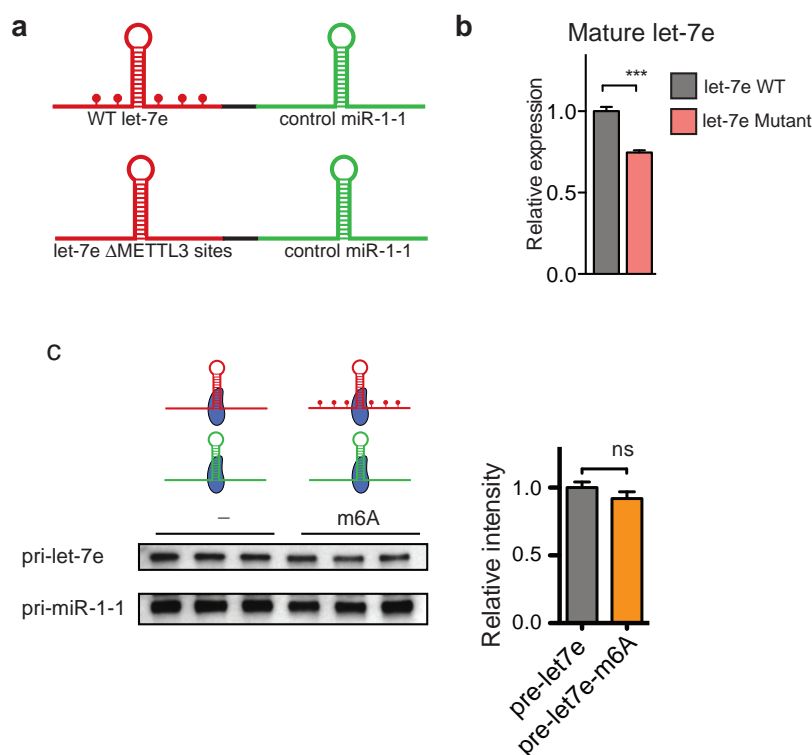 a
WT let-7e
control miR-1-1
let-7e ΔMETTL3 sites
control miR-1-1
b
Mature let-7e
Relative expression
1.0
0.5
0.0
***
let-7e WT
let-7e Mutant
c
–
m6A
pri-let-7e
pri-miR-1-1
Relative intensity
1.0
0.5
0.0
ns
pre-let7e
pre-let7e-m6A